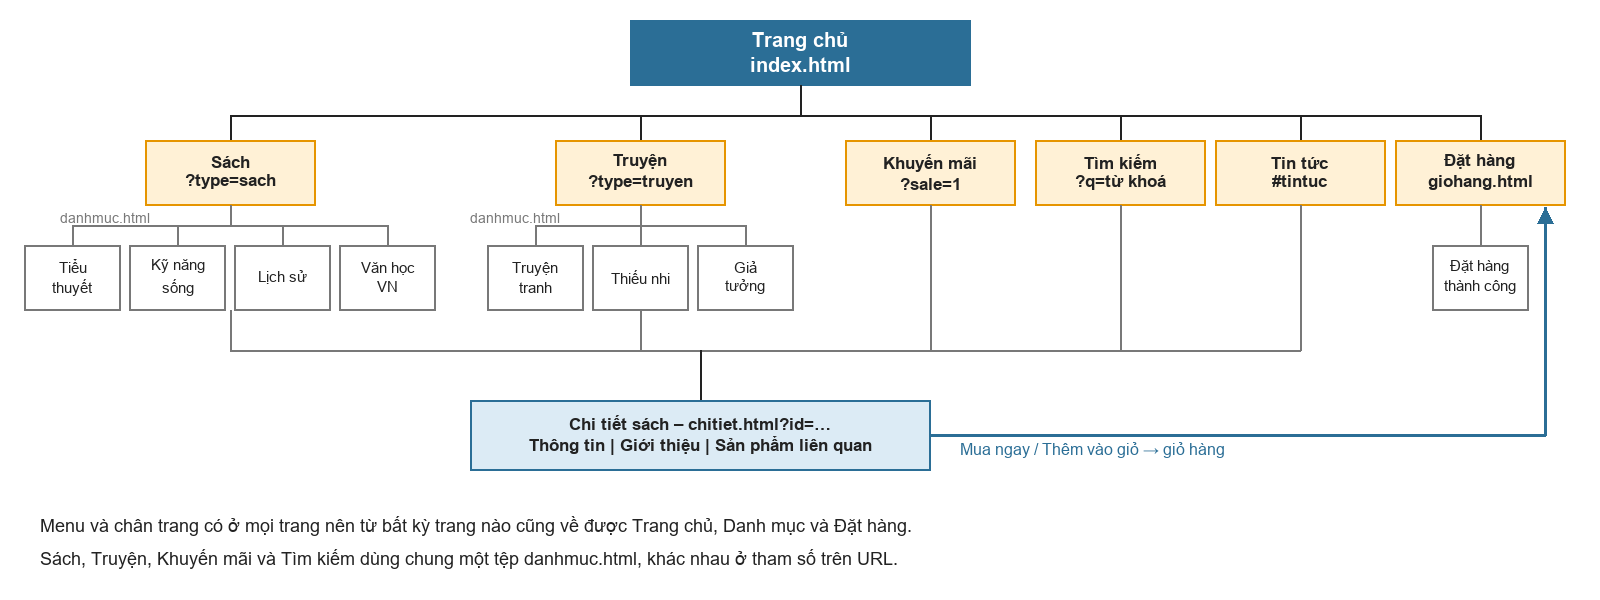 Trang chủ
index.html
Sách
?type=sach
Truyện
?type=truyen
Khuyến mãi
?sale=1
Tìm kiếm
?q=từ khoá
Tin tức
#tintuc
Đặt hàng
giohang.html
danhmuc.html
danhmuc.html
Tiểu
thuyết
Kỹ năng
sống
Lịch sử
Văn học
VN
Truyện
tranh
Thiếu nhi
Giả
tưởng
Đặt hàng
thành công
Chi tiết sách – chitiet.html?id=…
Thông tin | Giới thiệu | Sản phẩm liên quan
Mua ngay / Thêm vào giỏ → giỏ hàng
Menu và chân trang có ở mọi trang nên từ bất kỳ trang nào cũng về được Trang chủ, Danh mục và Đặt hàng.
Sách, Truyện, Khuyến mãi và Tìm kiếm dùng chung một tệp danhmuc.html, khác nhau ở tham số trên URL.